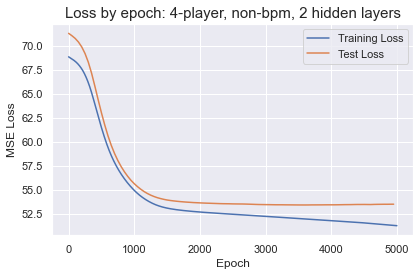 Loss by epoch: 4-player, non-bpm, 2 hidden layers
Training Loss
Test Loss
MSE Loss
70.0
67.5
65.0
62.5
60.0
57.5
55.0
52.5
0 1000 2000 3000 4000 5000
Epoch